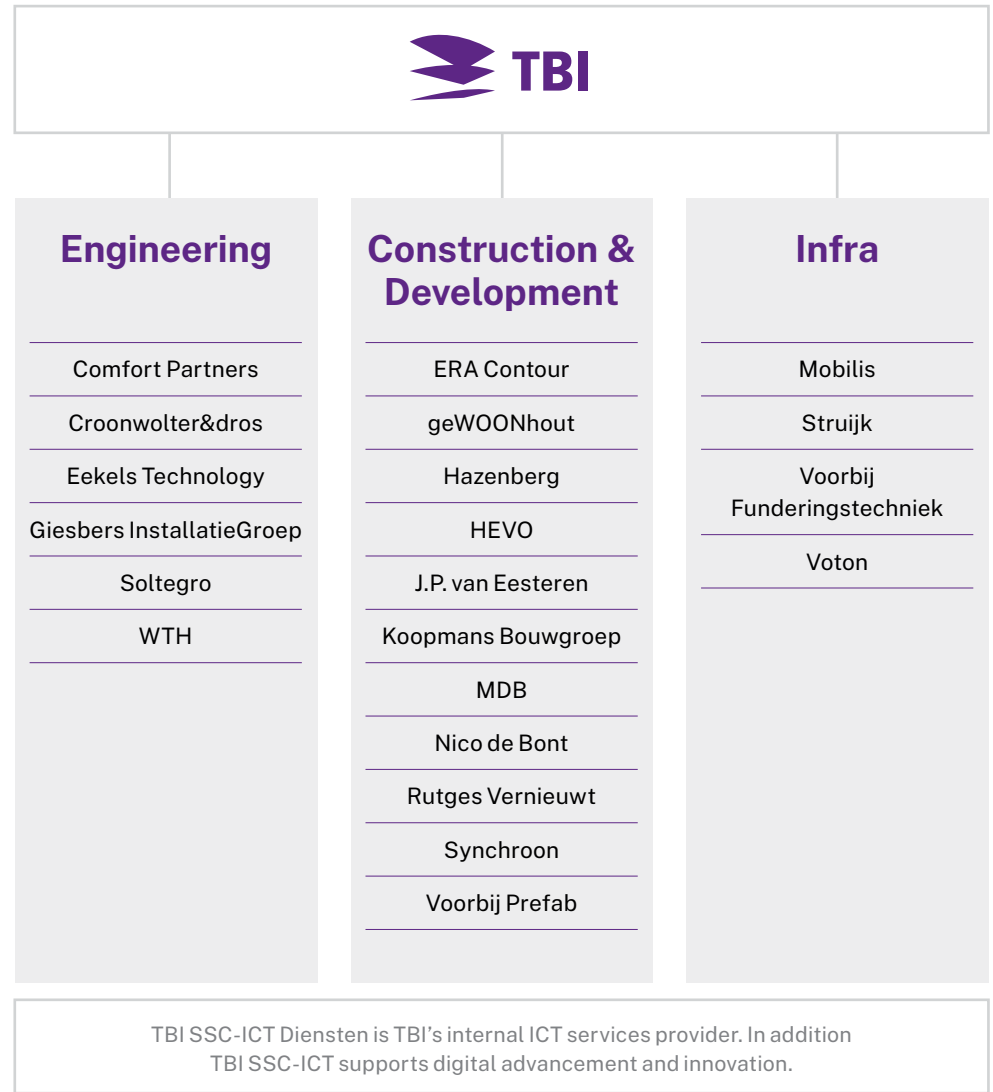 TBI
Engineering
Comfort Partners
Croonwolter&dros
Eekels Technology
Giesbers InstallatieGroep
Soltegro
WTH
Construction &
Development
ERA Contour
geWOONhout
Hazenberg
HEVO
J.P. van Eesteren
Koopmans Bouwgroep
MDB
Nico de Bont
Rutges Vernieuwt
Synchroon
Voorbij Prefab
Infra
Mobilis
Struijk
Voorbij
Funderingstechniek
Voton
TBI SSC-ICT Diensten is TBI’s internal ICT services provider. In addition
TBI SSC-ICT supports digital advancement and innovation.